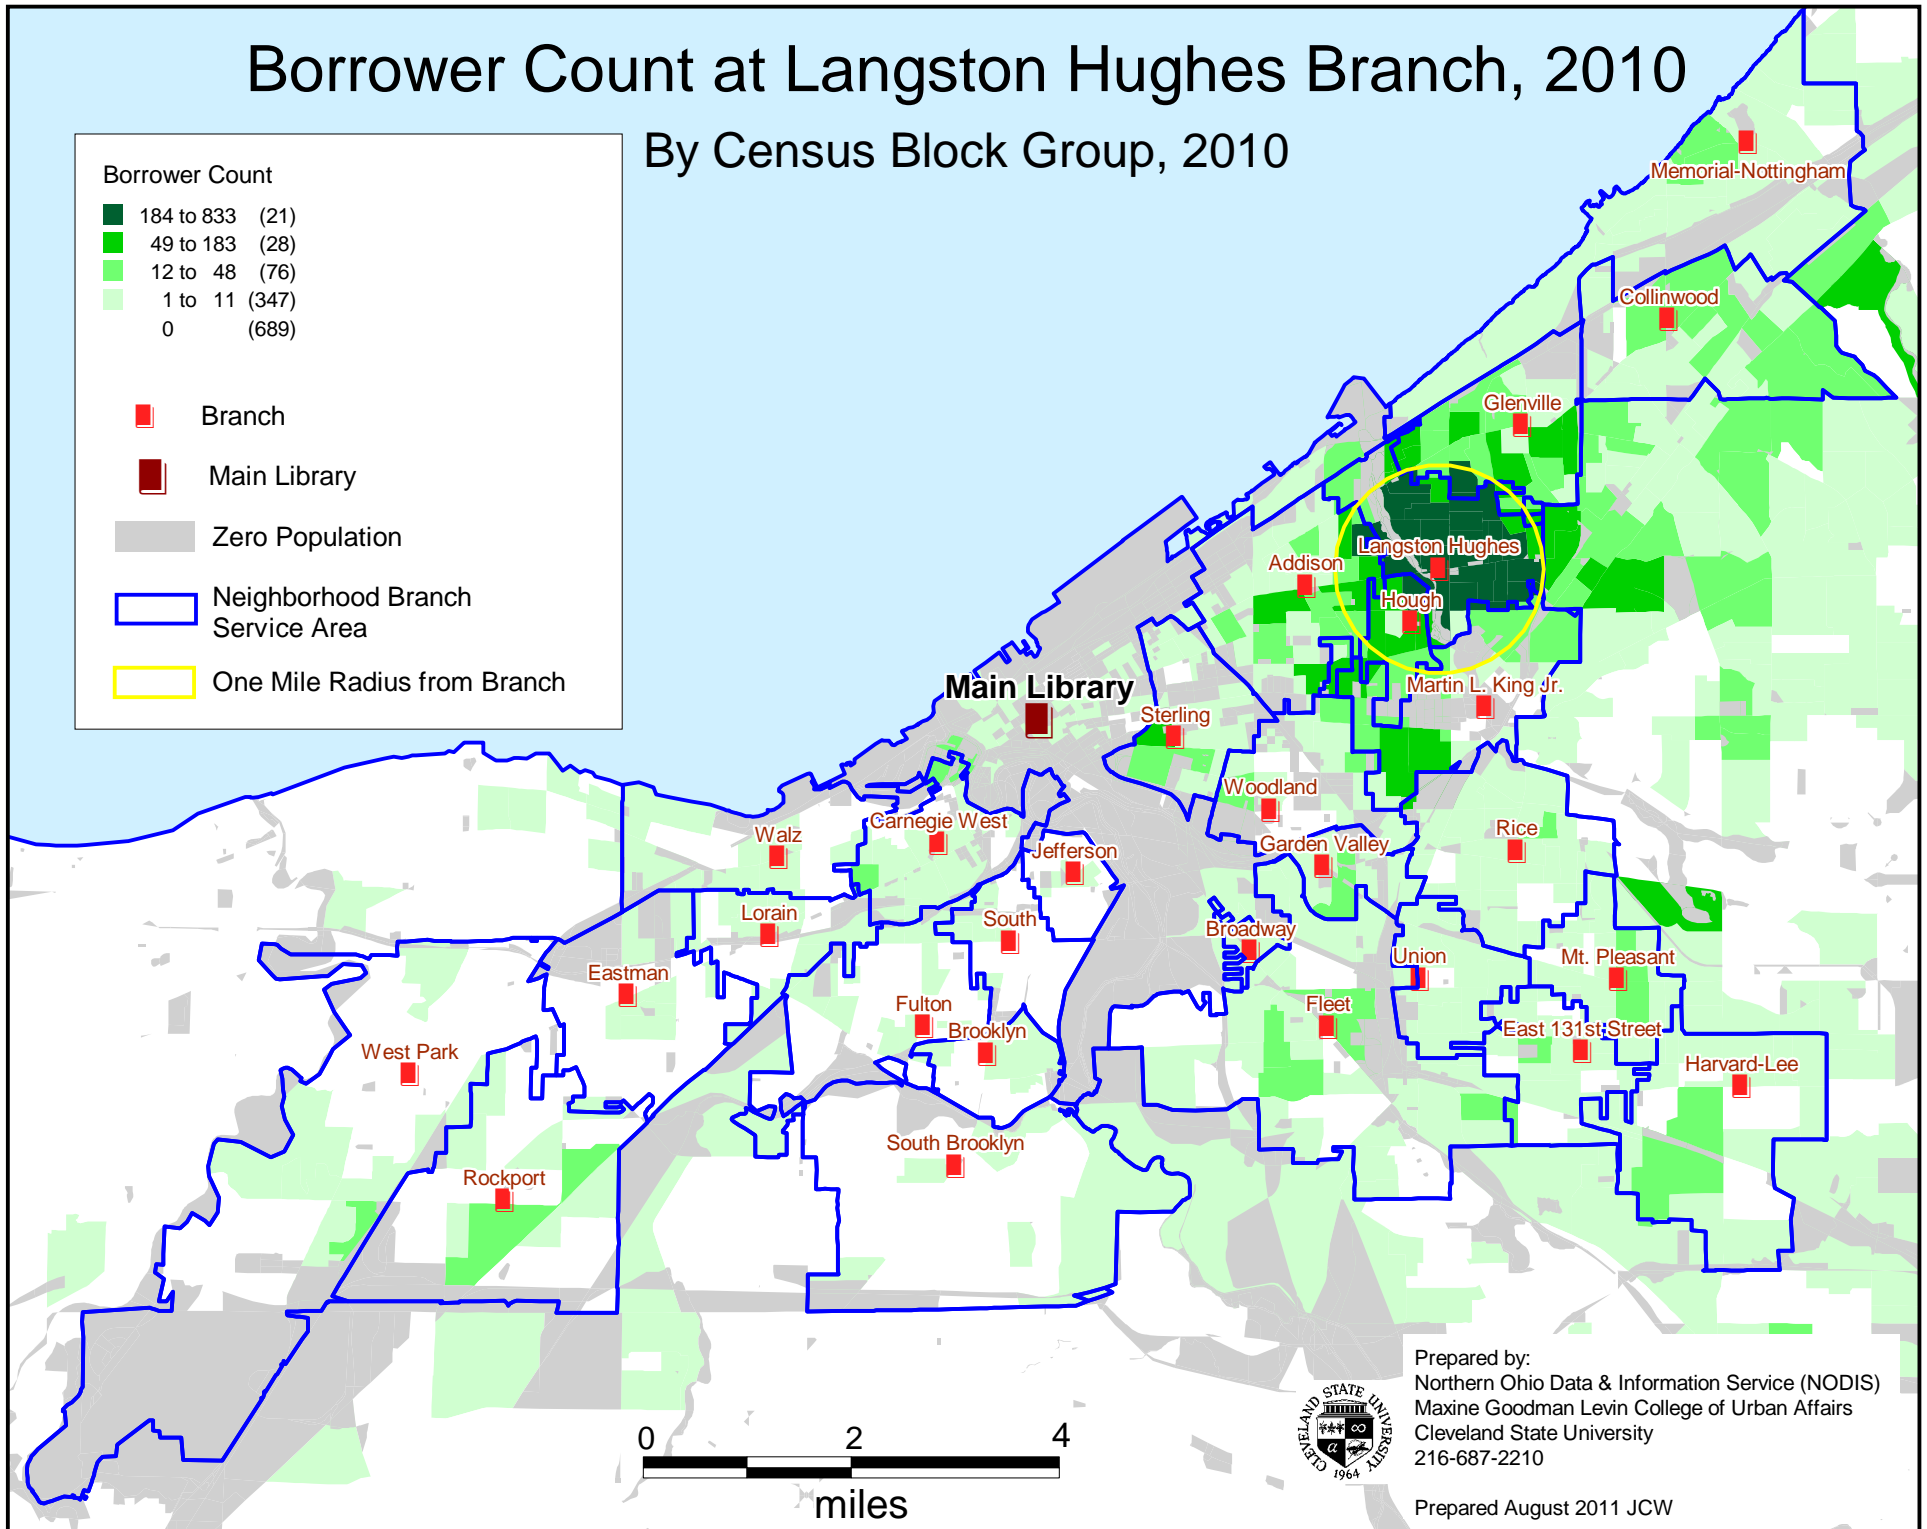 Borrower Count at Langston Hughes Branch, 2010
By Census Block Group, 2010
Borrower Count
184 to 833 (21)
49 to 183 (28)
12 to 48 (76)
1 to 11 (347)
0 (689)
Branch
Main Library
Zero Population
Neighborhood Branch
Service Area
One Mile Radius from Branch
Memorial-Nottingham
Collinwood
Glenville
Langston Hughes
Addison
Hough
Main Library
Martin L. King Jr.
Sterling
Woodland
Walz
Carnegie West
Jefferson
Garden Valley
Rice
Lorain
South
Broadway
Union
Mt. Pleasant
Eastman
Fulton
Brooklyn
Fleet
East 131st Street
West Park
Harvard-Lee
South Brooklyn
Rockport
0 2 4
miles
CLEVELAND STATE UNIVERSITY
1964
Prepared by:
Northern Ohio Data & Information Service (NODIS)
Maxine Goodman Levin College of Urban Affairs
Cleveland State University
216-687-2210
Prepared August 2011 JCW